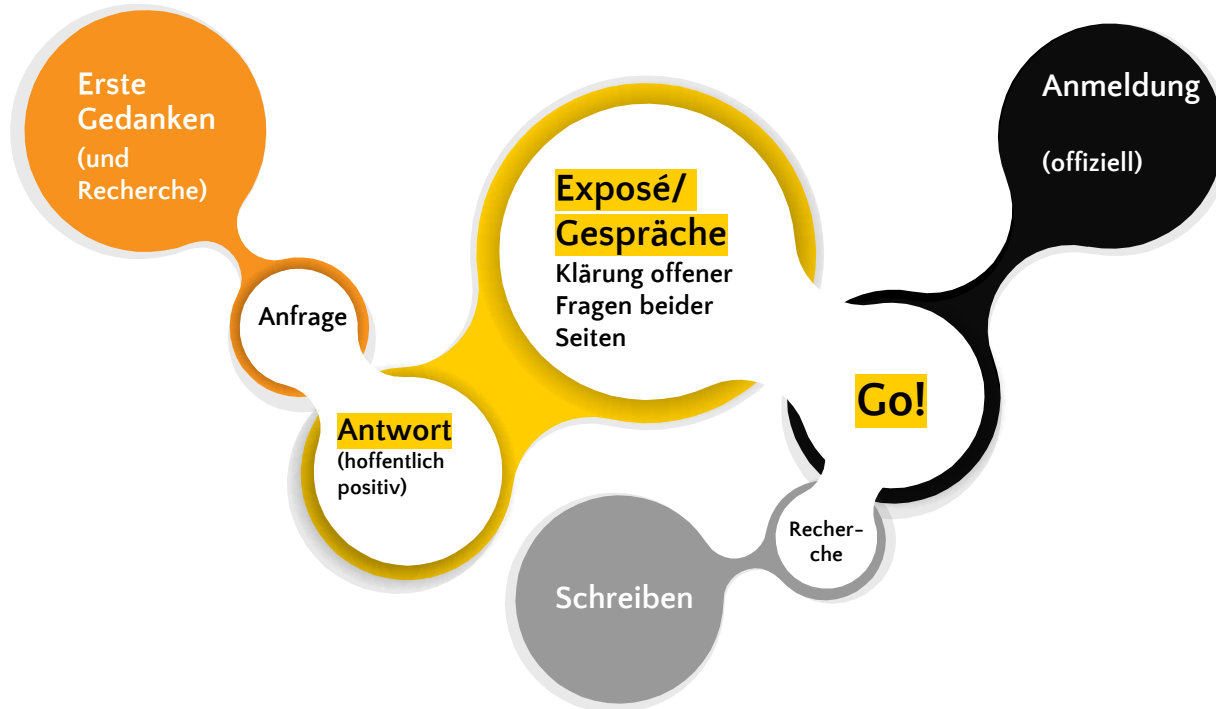 Erste
Gedanken
(und
Recherche)
Anfrage
Antwort
(hoffentlich
positiv)
Exposé/
Gespräche
Klärung offener
Fragen beider
Seiten
Go!
Anmeldung
(offiziell)
Recher-
che
Schreiben